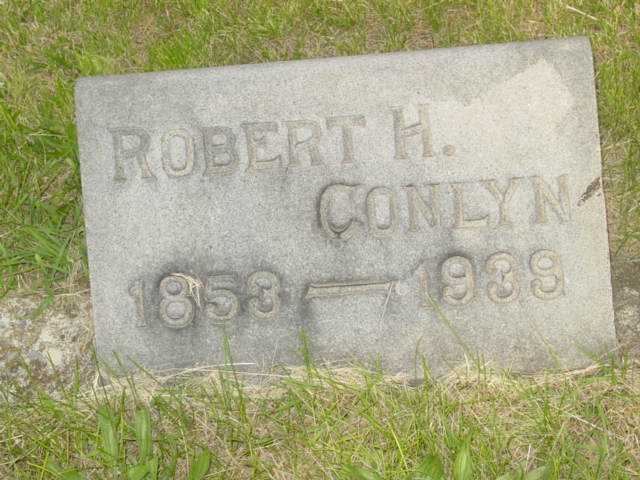 ROBERT H.
CONLYN
1853 — 1939